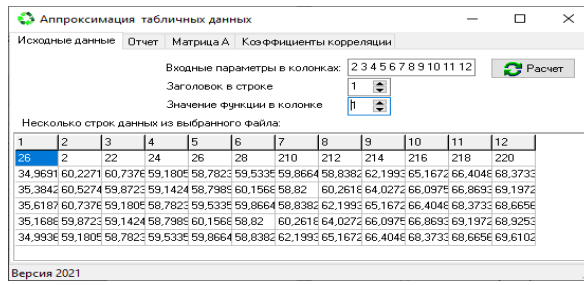 Аппроксимация табличных данных
Исходные данные Отчет Матрица А Коэффициенты корреляции
Входные параметры в колонках: 2 3 4 5 6 7 8 9 10 11 12 Расчет
Заголовок в строке 1
Значение функции в колонке 1
Несколько строк данных из выбранного файла:
1 2 3 4 5 6 7 8 9 10 11 12
26 2 22 24 26 28 210 212 214 216 218 220
34,9691 60,2271 60,7376 59,1805 58,7823 59,5335 59,8664 58,8382 62,1993 65,1672 66,4048 68,3733
35,3842 60,5274 59,8723 59,1424 58,7989 60,1568 58,82 60,2618 64,0272 66,0975 66,8693 69,1972
35,6187 60,7376 59,1805 58,7823 59,5335 59,8664 58,8382 62,1993 65,1672 66,4048 68,3733 68,6656
35,1688 59,8723 59,1424 58,7989 60,1568 58,82 60,2618 64,0272 66,0975 66,8693 69,1972 68,9253
34,9936 59,1805 58,7823 59,5335 59,8664 58,8382 62,1993 65,1672 66,4048 68,3733 68,6656 69,6102
Версия 2021